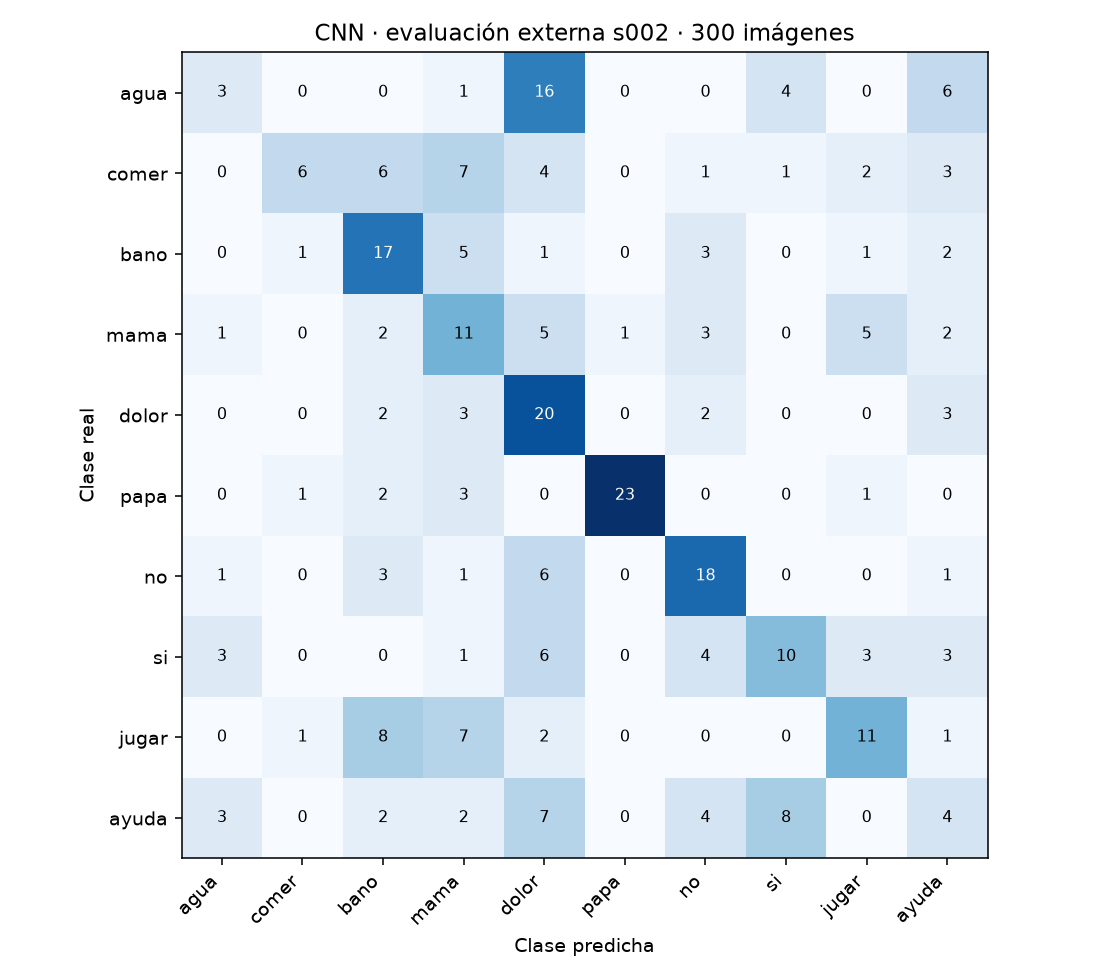 CNN · evaluación externa s002 · 300 imágenes
Clase real
agua 3 0 0 1 16 0 0 4 0 6
comer 0 6 6 7 4 0 1 1 2 3
bano 0 1 17 5 1 0 3 0 1 2
mama 1 0 2 11 5 1 3 0 5 2
dolor 0 0 2 3 20 0 2 0 0 3
papa 0 1 2 3 0 23 0 0 1 0
no 1 0 3 1 6 0 18 0 0 1
si 3 0 0 1 6 0 4 10 3 3
jugar 0 1 8 7 2 0 0 0 11 1
ayuda 3 0 2 2 7 0 4 8 0 4
agua comer bano mama dolor papa no si jugar ayuda
Clase predicha